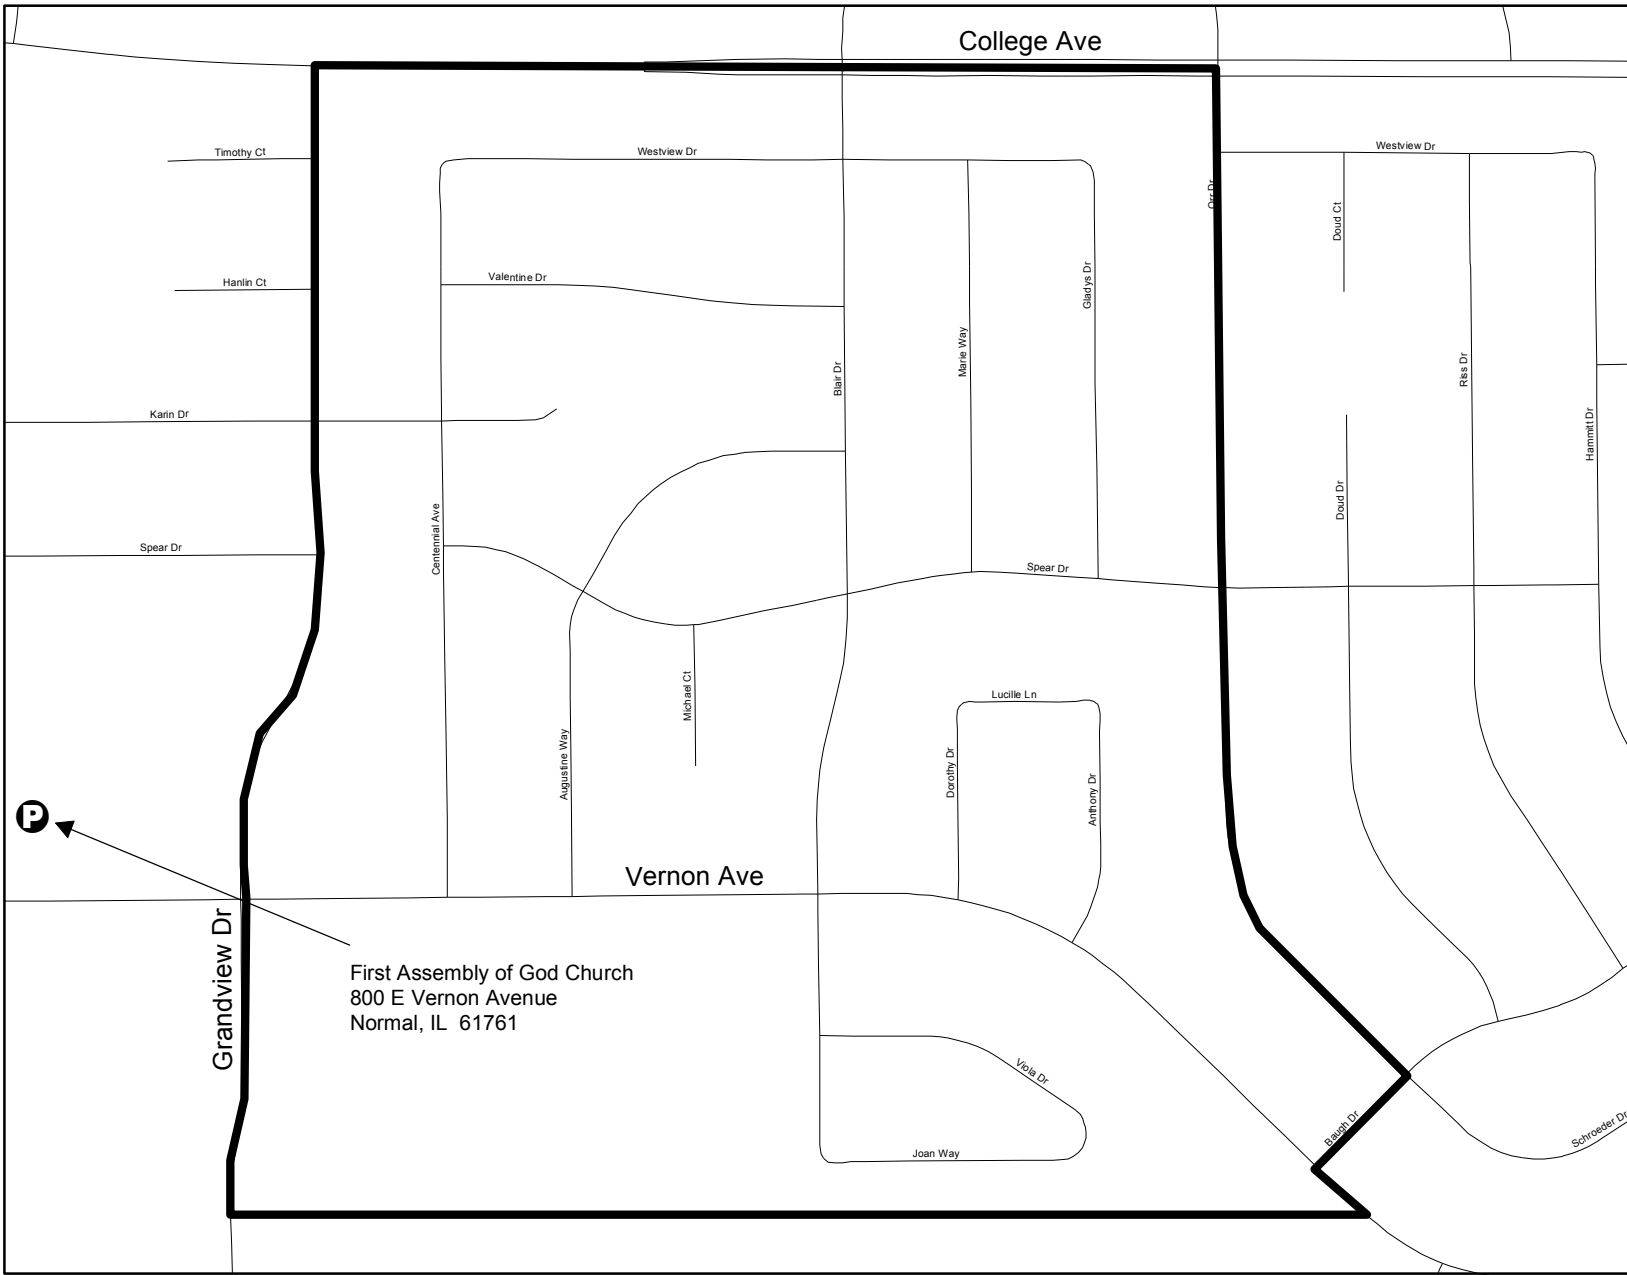 College Ave
Timothy Ct
Westview Dr
Westview Dr
Orr Dr
Doud Ct
Hanlin Ct
Valentine Dr
Gladys Dr
Marie Way
Blair Dr
Riss Dr
Karin Dr
Hammitt Dr
Centennial Ave
Doud Dr
Spear Dr
Spear Dr
Michael Ct
Lucille Ln
Augustine Way
Dorothy Dr
Anthony Dr
P
Vernon Ave
Grandview Dr
First Assembly of God Church
800 E Vernon Avenue
Normal, IL 61761
Viola Dr
Baugh Dr
Schroeder Dr
Joan Way